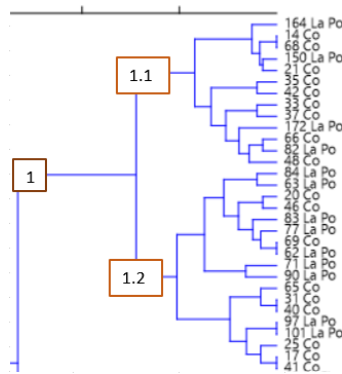 164 La Po
14 Co
68 Co
150 La Po
21 Co
35 Co
42 Co
33 Co
37 Co
172 La Po
66 Co
82 La Po
48 Co
84 La Po
63 La Po
20 Co
46 Co
83 La Po
77 La Po
69 Co
62 La Po
71 La Po
90 La Po
65 Co
31 Co
40 Co
97 La Po
101 La Po
25 Co
17 Co
41 Co
1.1
1
1.2